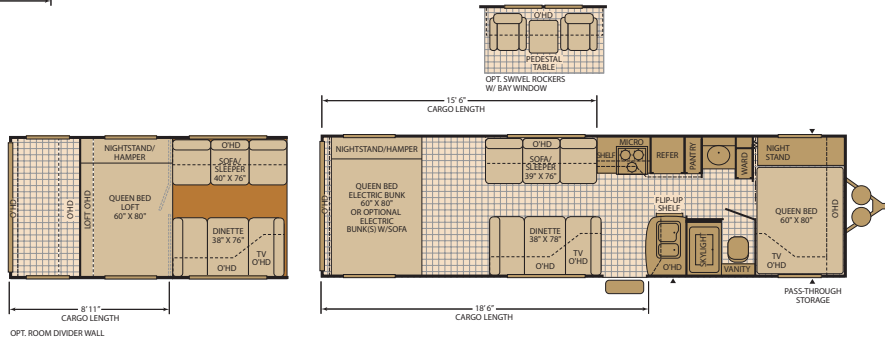 O'HD
PEDESTAL
TABLE
OPT. SWIVEL ROCKERS
W/ BAY WINDOW
15' 6"
CARGO LENGTH
O'HD
O'HD
LOFT O'HD
NIGHTSTAND/
HAMPER
QUEEN BED
LOFT
60" X 80"
O'HD
SOFA/
SLEEPER
40" X 76"
DINETTE
38" X 76"
O'HD
TV
O'HD
8' 11"
CARGO LENGTH
OPT. ROOM DIVIDER WALL
O'HD
NIGHTSTAND/HAMPER
QUEEN BED
ELECTRIC BUNK
60" X 80"
OR OPTIONAL
ELECTRIC
BUNK(S) W/SOFA
O'HD
SOFA/
SLEEPER
39" X 76"
DINETTE
38" X 78"
O'HD
TV
O'HD
SHELF
MICRO
REFER
PANTRY
WARD
FLIP-UP
SHELF
O'HD
SKYLIGHT
VANITY
NIGHT
STAND
QUEEN BED
60" X 80"
O'HD
TV
O'HD
PASS-THROUGH
STORAGE
18' 6"
CARGO LENGTH